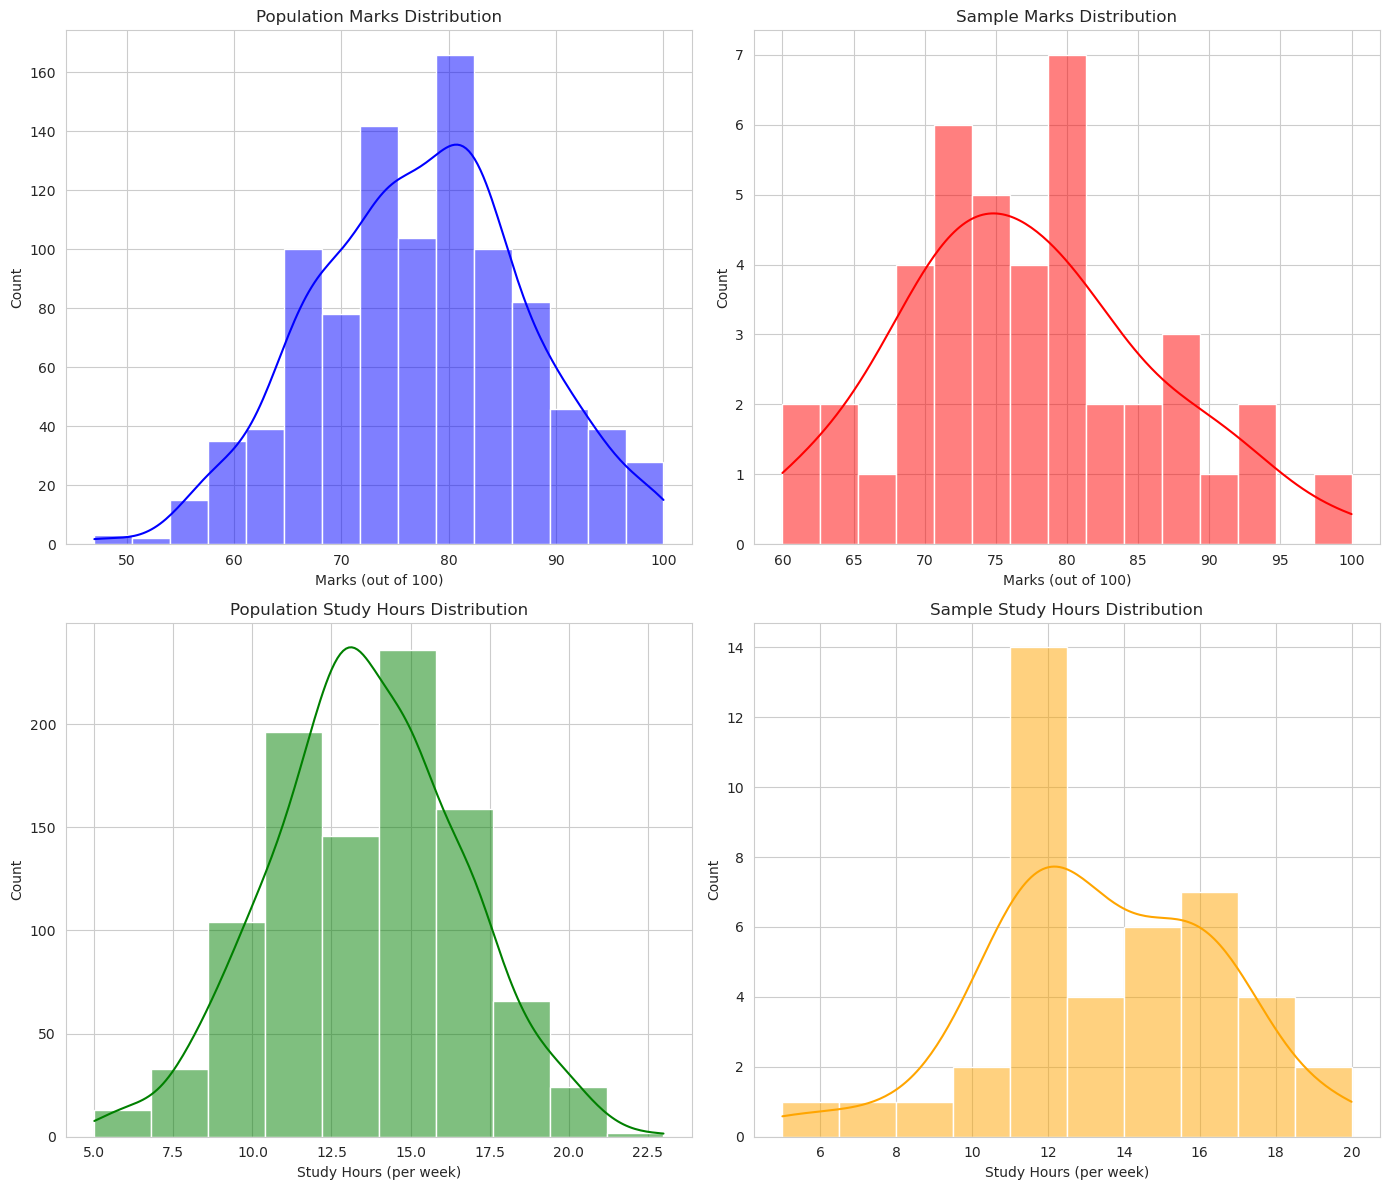 Population Marks Distribution
Count
160
140
120
100
80
60
40
20
0
50 60 70 80 90 100
Marks (out of 100)
Sample Marks Distribution
Count
7
6
5
4
3
2
1
0
60 65 70 75 80 85 90 95 100
Marks (out of 100)
Population Study Hours Distribution
Count
200
150
100
50
0
5.0 7.5 10.0 12.5 15.0 17.5 20.0 22.5
Study Hours (per week)
Sample Study Hours Distribution
Count
14
12
10
8
6
4
2
0
6 8 10 12 14 16 18 20
Study Hours (per week)